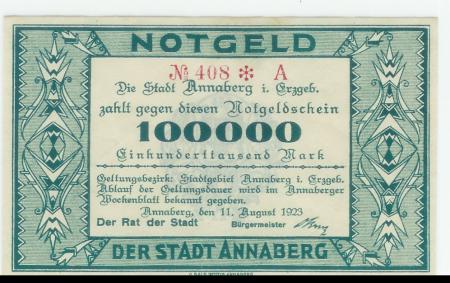 NOTGELD
№ 408 * A
Die Stadt Annaberg i. Erzgeb.
zahlt gegen diesen Notgeldschein
100000
Einhunderttausend Mark
Geltungsbezirk: Stadtgebiet Annaberg i. Erzgeb.
Ablauf der Geltungsdauer wird im Annaberger
Wochenblatt bekannt gegeben.
Annaberg, den 11. August 1923
Der Rat der Stadt Bürgermeister
DER STADT ANNABERG